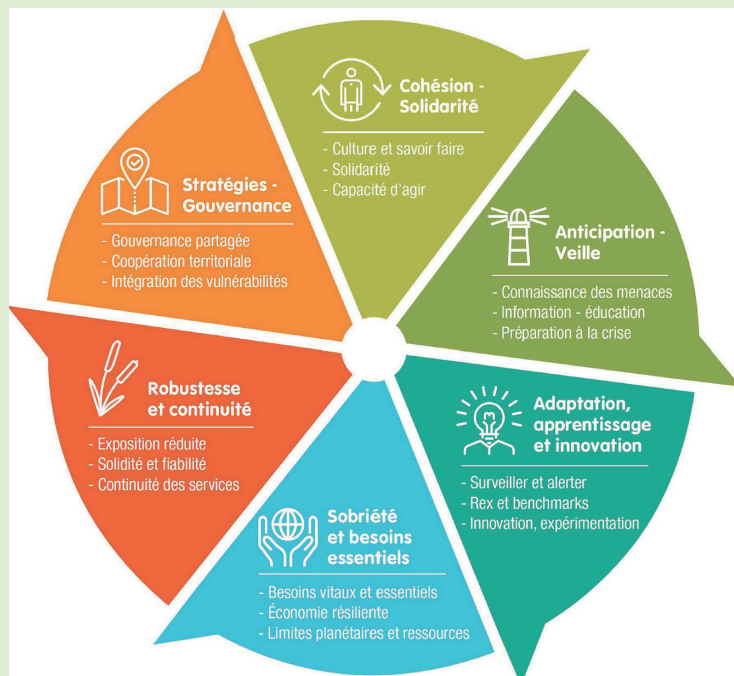 Cohésion -
Solidarité
- Culture et savoir faire
- Solidarité
- Capacité d'agir
Anticipation -
Veille
- Connaissance des menaces
- Information - éducation
- Préparation à la crise
Adaptation,
apprentissage
et innovation
- Surveiller et alerter
- Rex et benchmarks
- Innovation, expérimentation
Sobriété
et besoins
essentiels
- Besoins vitaux et essentiels
- Économie résiliente
- Limites planétaires et ressources
Robustesse
et continuité
- Exposition réduite
- Solidité et fiabilité
- Continuité des services
Stratégies -
Gouvernance
- Gouvernance partagée
- Coopération territoriale
- Intégration des vulnérabilités